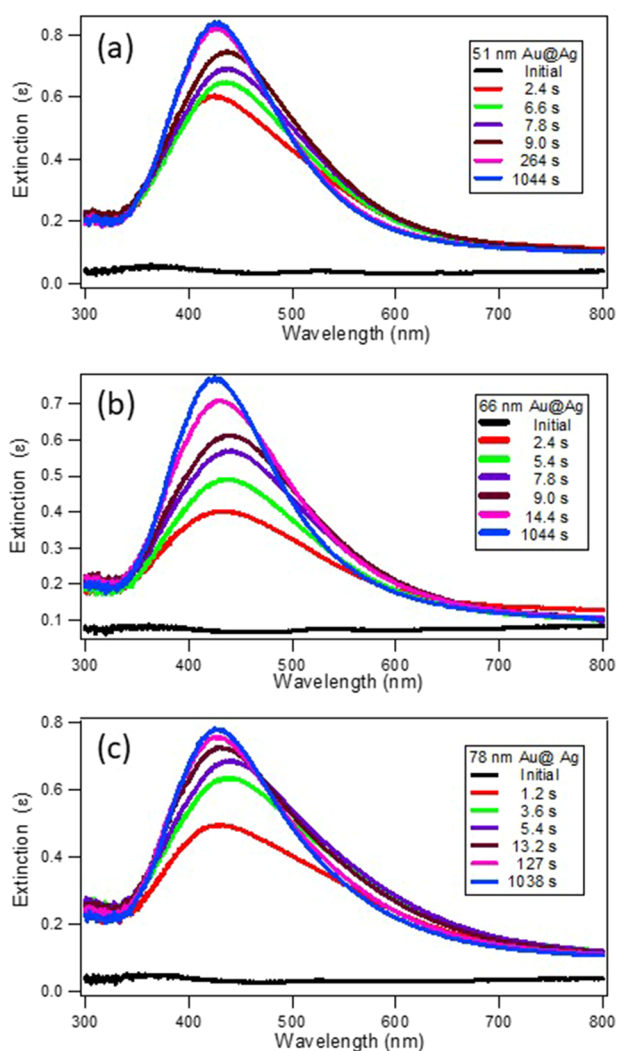 (a)
Extinction (ε)
0.8
0.6
0.4
0.2
0.0
51 nm Au@Ag
Initial
2.4 s
6.6 s
7.8 s
9.0 s
264 s
1044 s
300 400 500 600 700 800
Wavelength (nm)
(b)
Extinction (ε)
0.7
0.6
0.5
0.4
0.3
0.2
0.1
66 nm Au@Ag
Initial
2.4 s
5.4 s
7.8 s
9.0 s
14.4 s
1044 s
300 400 500 600 700 800
Wavelength (nm)
(c)
Extinction (ε)
0.8
0.6
0.4
0.2
0.0
78 nm Au@ Ag
Initial
1.2 s
3.6 s
5.4 s
13.2 s
127 s
1038 s
300 400 500 600 700 800
Wavelength (nm)